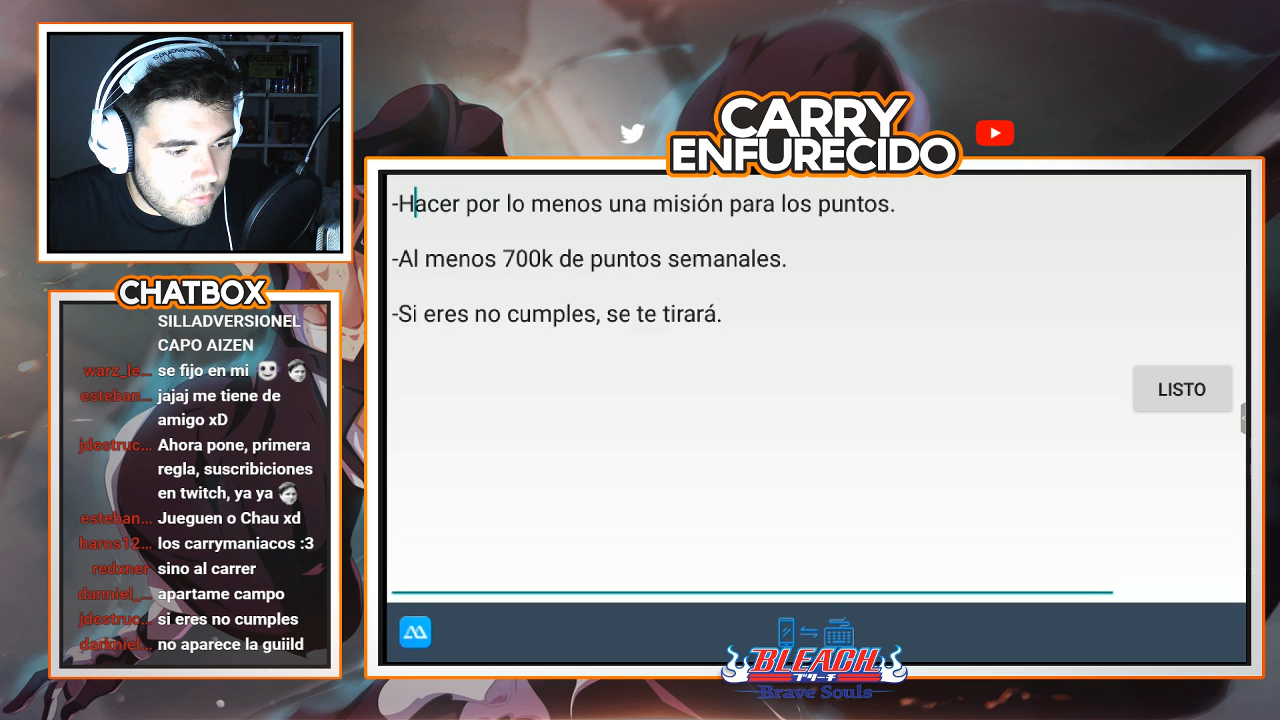 CARRY
ENFURECIDO
-Hacer por lo menos una misión para los puntos.
-Al menos 700k de puntos semanales.
-Si eres no cumples, se te tirará.
LISTO
CHATBOX
SILLADVERSIONEL
CAPO AIZEN
warz_le... se fijo en mi
esteban... jajaj me tiene de
amigo xD
jdestruc... Ahora pone, primera
regla, suscribiciones
en twitch, ya ya
esteban... Jueguen o Chau xd
haros12... los carrymaniacos :3
redxner sino al carrer
danniel_... apartame campo
jdestruc... si eres no cumples
darkniel... no aparece la guiild
BLEACH
ブリーチ
Brave Souls